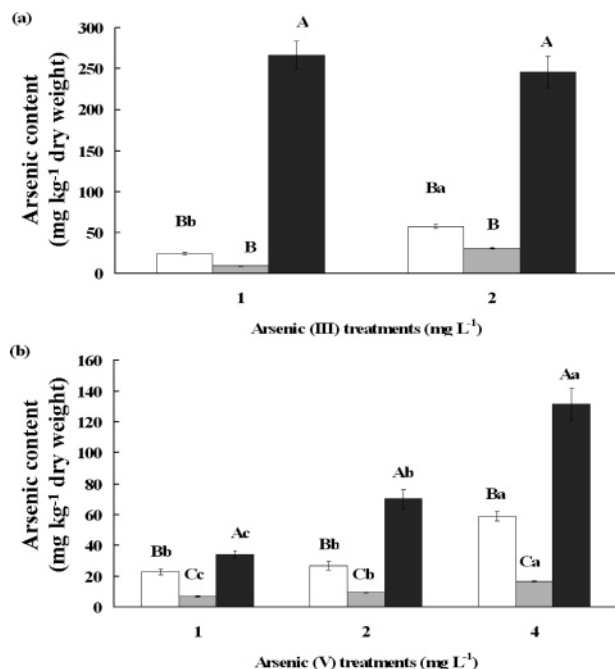 (a)
Arsenic content
(mg kg-1 dry weight)
300
250
200
150
100
50
0
Bb
B
A
Ba
B
A
1
2
Arsenic (III) treatments (mg L-1)
(b)
Arsenic content
(mg kg-1 dry weight)
160
140
120
100
80
60
40
20
0
Bb
Cc
Ac
Bb
Cb
Ab
Ba
Ca
Aa
1
2
4
Arsenic (V) treatments (mg L-1)